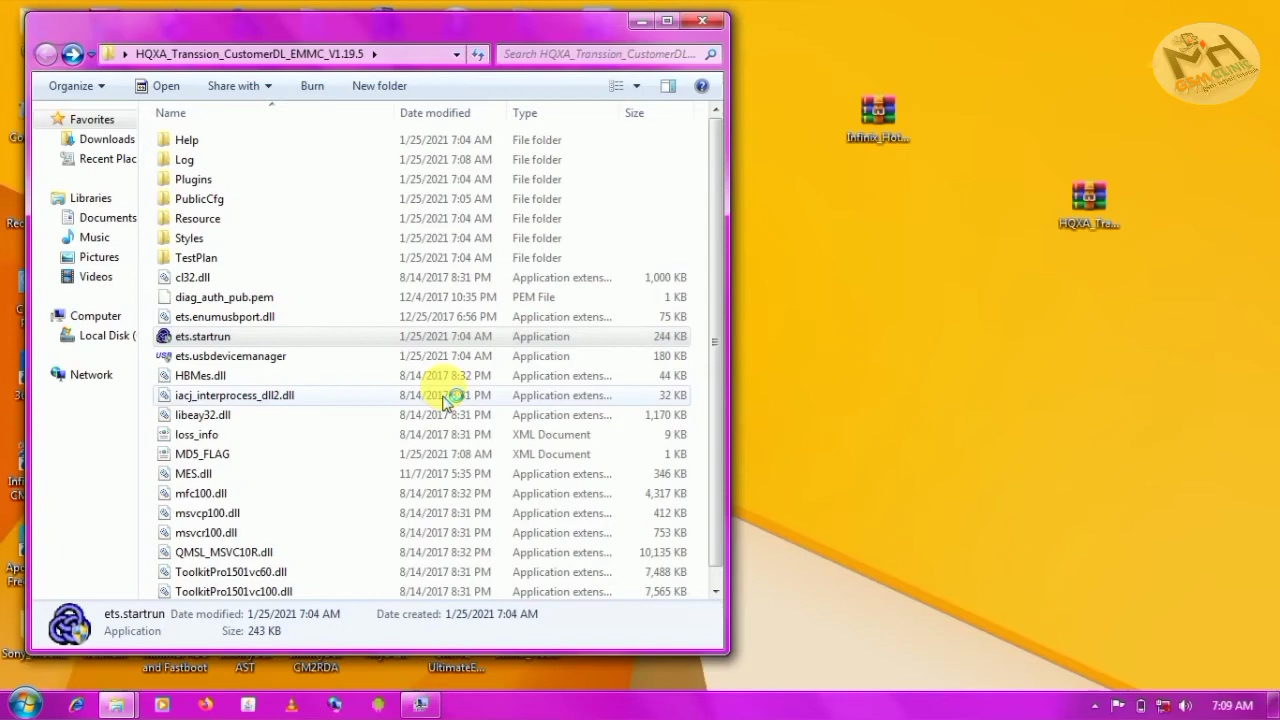 HQXA_Transsion_CustomerDL_EMMC_V1.19.5
Search HQXA_Transsion_CustomerDL...
Organize
Open
Share with
Burn
New folder
Name
Date modified
Type
Size
Favorites
Downloads
Recent Plac
Libraries
Documents
Music
Pictures
Videos
Computer
Local Disk (
Network
Help 1/25/2021 7:04 AM File folder
Log 1/25/2021 7:08 AM File folder
Plugins 1/25/2021 7:04 AM File folder
PublicCfg 1/25/2021 7:05 AM File folder
Resource 1/25/2021 7:04 AM File folder
Styles 1/25/2021 7:04 AM File folder
TestPlan 1/25/2021 7:04 AM File folder
cl32.dll 8/14/2017 8:31 PM Application extens... 1,000 KB
diag_auth_pub.pem 12/4/2017 10:35 PM PEM File 1 KB
ets.enumusbport.dll 12/25/2017 6:56 PM Application extens... 75 KB
ets.startrun 1/25/2021 7:04 AM Application 244 KB
ets.usbdevicemanager 1/25/2021 7:04 AM Application 180 KB
HBMes.dll 8/14/2017 8:32 PM Application extens... 44 KB
iacj_interprocess_dll2.dll 8/14/2017 8:31 PM Application extens... 32 KB
libeay32.dll 8/14/2017 8:31 PM Application extens... 1,170 KB
loss_info 8/14/2017 8:31 PM XML Document 9 KB
MD5_FLAG 1/25/2021 7:08 AM XML Document 1 KB
MES.dll 11/7/2017 5:35 PM Application extens... 346 KB
mfc100.dll 8/14/2017 8:32 PM Application extens... 4,317 KB
msvcp100.dll 8/14/2017 8:31 PM Application extens... 412 KB
msvcr100.dll 8/14/2017 8:31 PM Application extens... 753 KB
QMSL_MSVC10R.dll 8/14/2017 8:32 PM Application extens... 10,135 KB
ToolkitPro1501vc60.dll 8/14/2017 8:31 PM Application extens... 7,488 KB
ToolkitPro1501vc100.dll 8/14/2017 8:31 PM Application extens... 7,565 KB
ets.startrun Date modified: 1/25/2021 7:04 AM Date created: 1/25/2021 7:04 AM
Application Size: 243 KB
Infinix_Hot...
HQXA_Tra...
MH
GSM CLINIC
and Fastboot
AST
CM2RDA
UltimateE...
7:09 AM